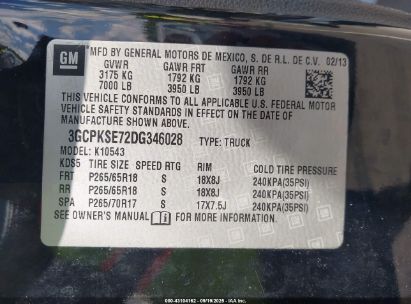 GM
MFD BY GENERAL MOTORS DE MEXICO, S. DE R.L. DE C.V. 02/13
GVWR GAWR FRT GAWR RR
3175 KG 1792 KG 1792 KG
7000 LB 3950 LB 3950 LB
THIS VEHICLE CONFORMS TO ALL APPLICABLE U.S. FEDERAL MOTOR
VEHICLE SAFETY STANDARDS IN EFFECT ON THE DATE OF
MANUFACTURE SHOWN ABOVE.
3GCPKSE72DG346028 TYPE: TRUCK
MODEL: K10543
KDS5 TIRE SIZE SPEED RTG RIM COLD TIRE PRESSURE
FRT P265/65R18 S 18X8J 240KPA(35PSI)
RR P265/65R18 S 18X8J 240KPA(35PSI)
SPA P265/70R17 S 17X7.5J 240KPA(35PSI)
SEE OWNER'S MANUAL FOR MORE INFORMATION.